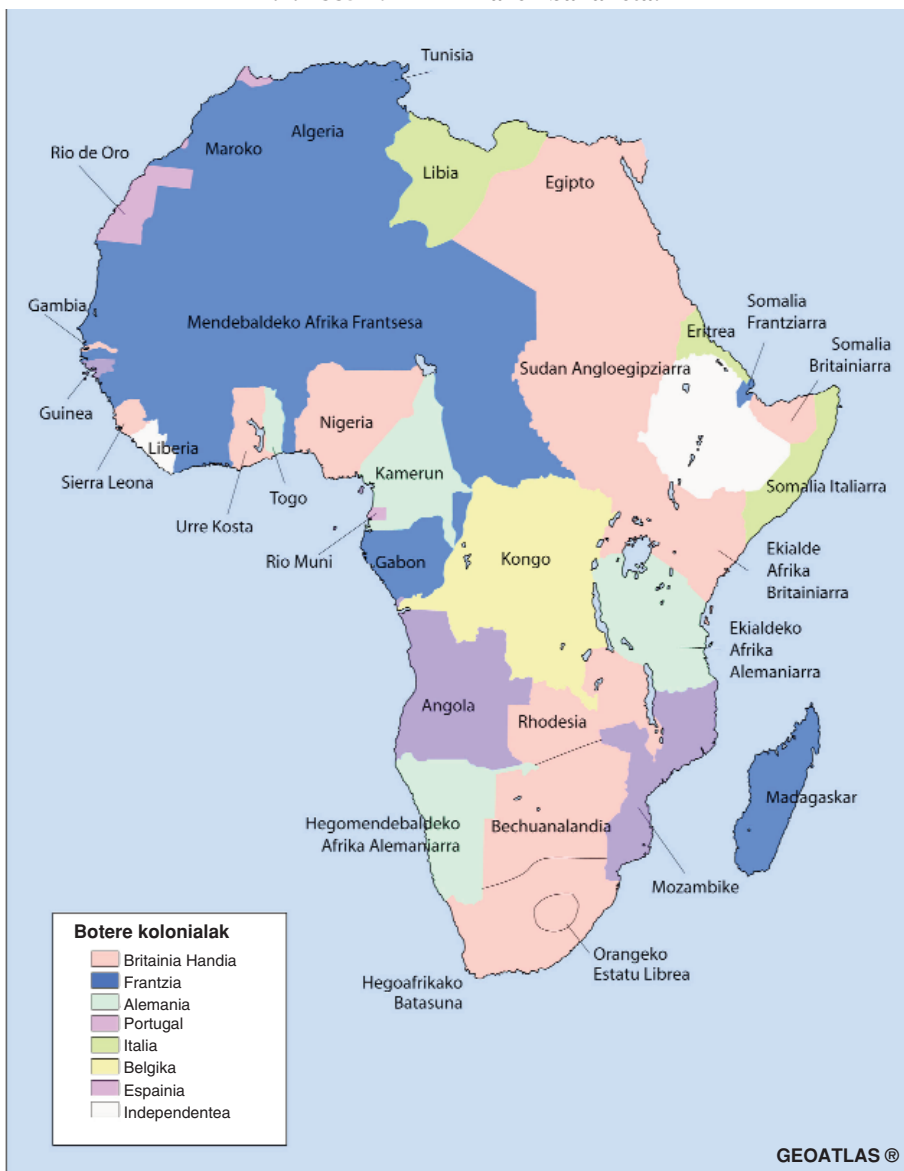 Tunisia
Algeria
Maroko
Rio de Oro
Libia
Egipto
Gambia
Mendebaldeko Afrika Frantsesa
Somalia
Frantziarra
Eritrea
Somalia
Britainiarra
Sudan Angloegipziarra
Guinea
Nigeria
Liberia
Sierra Leona
Kamerun
Togo
Urre Kosta
Somalia Italiarra
Rio Muni
Gabon
Kongo
Ekialde
Afrika
Britainiarra
Ekialdeko
Afrika
Alemaniarra
Angola
Rhodesia
Madagaskar
Hegomendebaldeko
Afrika Alemaniarra
Bechuanalandia
Mozambike
Orangeko
Estatu Librea
Hegoafrikako
Batasuna
Botere kolonialak
Britainia Handia
Frantzia
Alemania
Portugal
Italia
Belgika
Espainia
Independentea
GEOATLAS ®